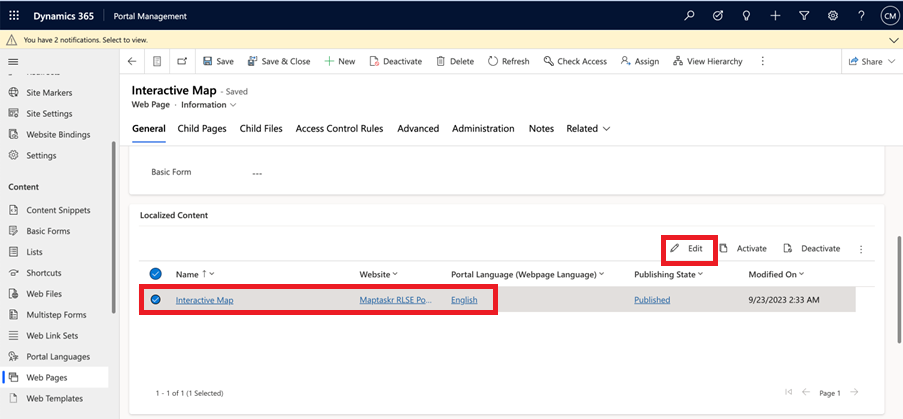 Dynamics 365 Portal Management CM
You have 2 notifications. Select to view.
Save Save & Close New Deactivate Delete Refresh Check Access Assign View Hierarchy Share
Interactive Map - Saved
Web Page · Information
General Child Pages Child Files Access Control Rules Advanced Administration Notes Related
Site Markers
Site Settings
Website Bindings
Settings
Content
Content Snippets
Basic Forms
Lists
Shortcuts
Web Files
Multistep Forms
Web Link Sets
Portal Languages
Web Pages
Web Templates
Basic Form ---
Localized Content
Edit Activate Deactivate
Name ↑ Website Portal Language (Webpage Language) Publishing State Modified On
Interactive Map Maptaskr RLSE Po... English Published 9/23/2023 2:33 AM
1 - 1 of 1 (1 Selected) Page 1